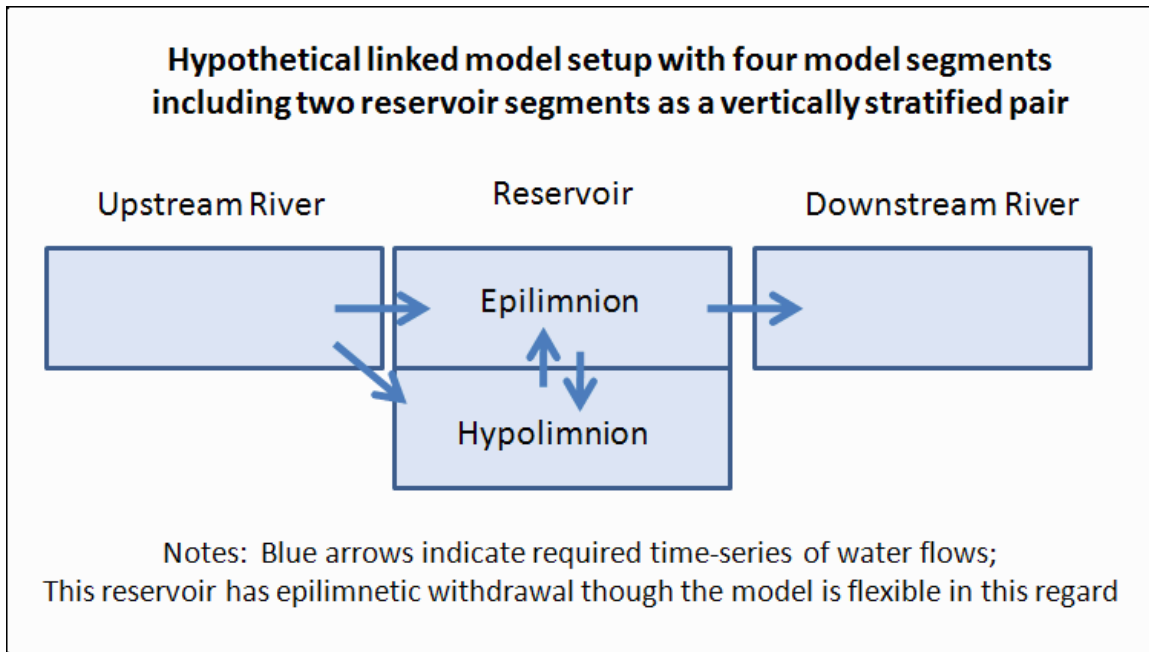 Hypothetical linked model setup with four model segments
including two reservoir segments as a vertically stratified pair
Upstream River
Reservoir
Downstream River
Epilimnion
Hypolimnion
Notes:  Blue arrows indicate required time-series of water flows;
This reservoir has epilimnetic withdrawal though the model is flexible in this regard